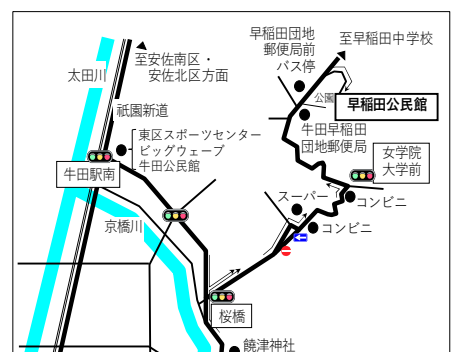 早稲田団地
郵便局前
バス停
至早稲田中学校
至安佐南区・
安佐北区方面
太田川
公園
早稲田公民館
祇園新道
牛田早稲田
団地郵便局
東区スポーツセンター
ビッグウェーブ
牛田公民館
女学院
大学前
牛田駅南
スーパー
コンビニ
京橋川
コンビニ
桜橋
饒津神社